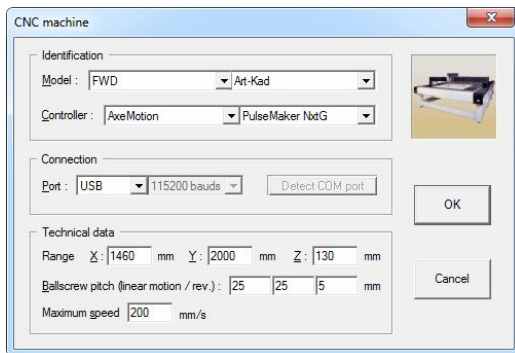 CNC machine
Identification
Model : FWD Art-Kad
Controller : AxeMotion PulseMaker NxtG
Connection
Port : USB 115200 bauds Detect COM port
OK
Technical data
Range X : 1460 mm Y : 2000 mm Z : 130 mm
Ballscrew pitch (linear motion / rev.) : 25 25 5 mm
Cancel
Maximum speed 200 mm/s